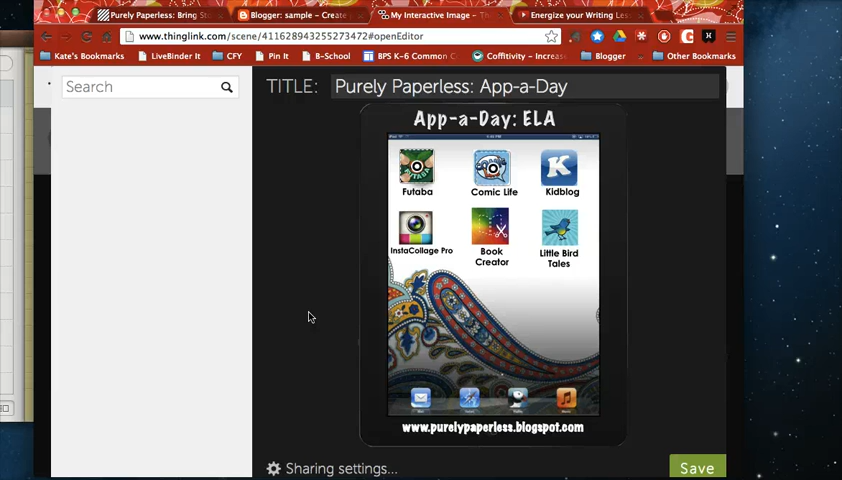 Purely Paperless: Bring St
Blogger: sample - Create
My Interactive Image - Th
Energize your Writing Les
www.thinglink.com/scene/411628943255273472#openEditor
Kate's Bookmarks
LiveBinder It
CFY
Pin It
B-School
BPS K-6 Common C
Coffitivity - Increase
Blogger
Other Bookmarks
Search
TITLE: Purely Paperless: App-a-Day
App-a-Day: ELA
Futaba
Comic Life
Kidblog
InstaCollage Pro
Book
Creator
Little Bird
Tales
www.purelypaperless.blogspot.com
Sharing settings...
Save